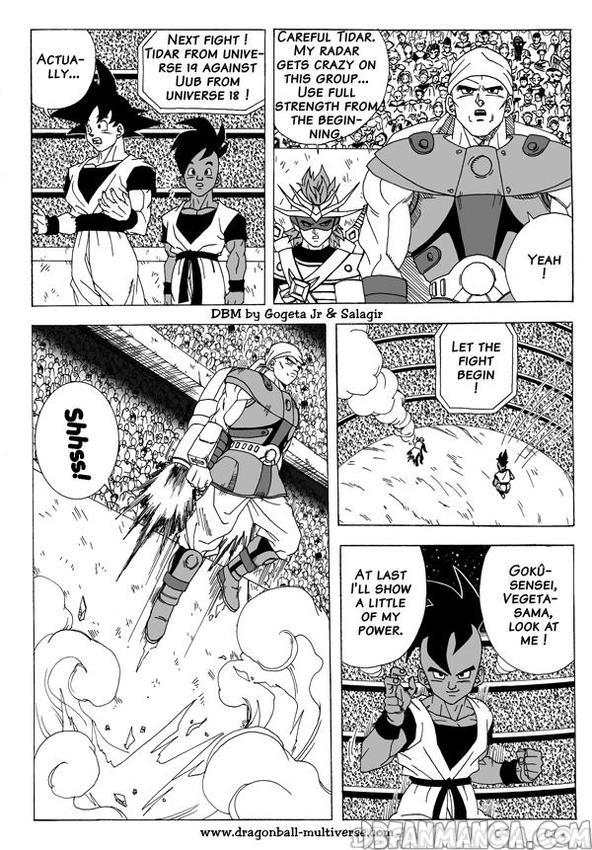 ACTUA-
LLY...
NEXT FIGHT !
TIDAR FROM UNIVE-
RSE 14 AGAINST
UUB FROM
UNIVERSE 18 !
CAREFUL TIDAR.
MY RADAR
GETS CRAZY ON
THIS GROUP...
USE FULL
STRENGTH FROM
THE BEGIN-
NING.
YEAH
!
DBM by Gogeta Jr & Salagir
Shhss!
LET THE
FIGHT
BEGIN
!
AT LAST
I'LL SHOW
A LITTLE
OF MY
POWER.
GOKÛ-
SENSEI,
VEGETA-
SAMA,
LOOK AT
ME !
www.dragonball-multiverse.com
DBFANMANGA.COM